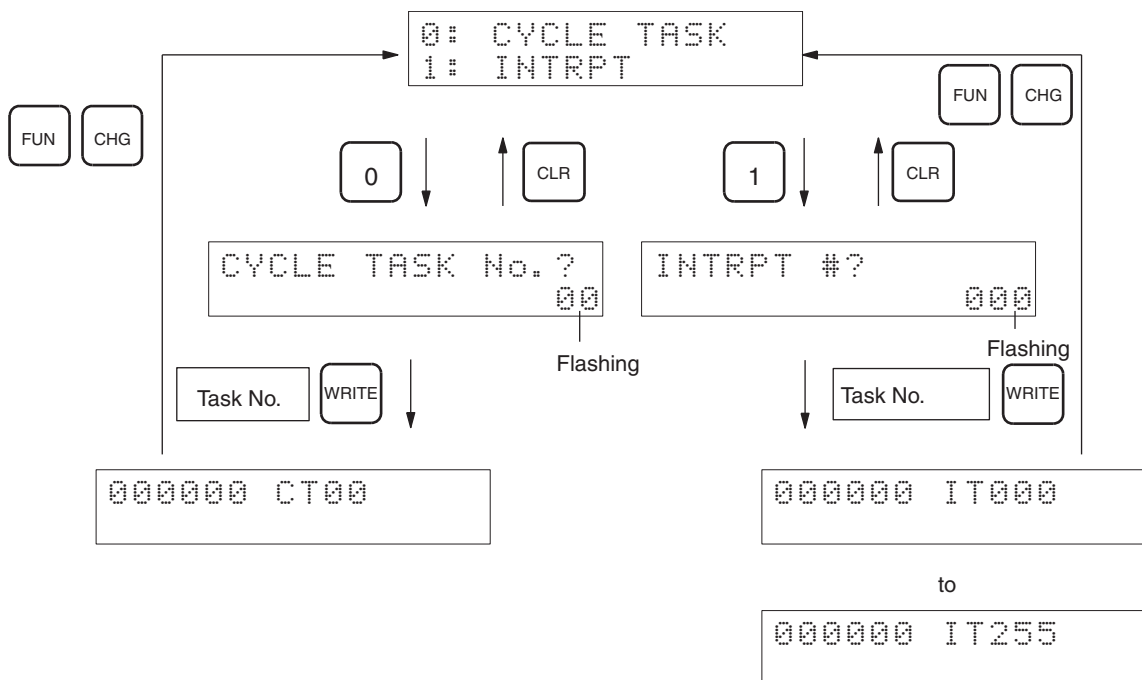 0: CYCLE TASK
1: INTRPT
FUN
CHG
FUN
CHG
0
CLR
1
CLR
CYCLE TASK No.?
00
INTRPT #?
000
Flashing
Flashing
Task No.
WRITE
Task No.
WRITE
000000 CT00
000000 IT000
to
000000 IT255